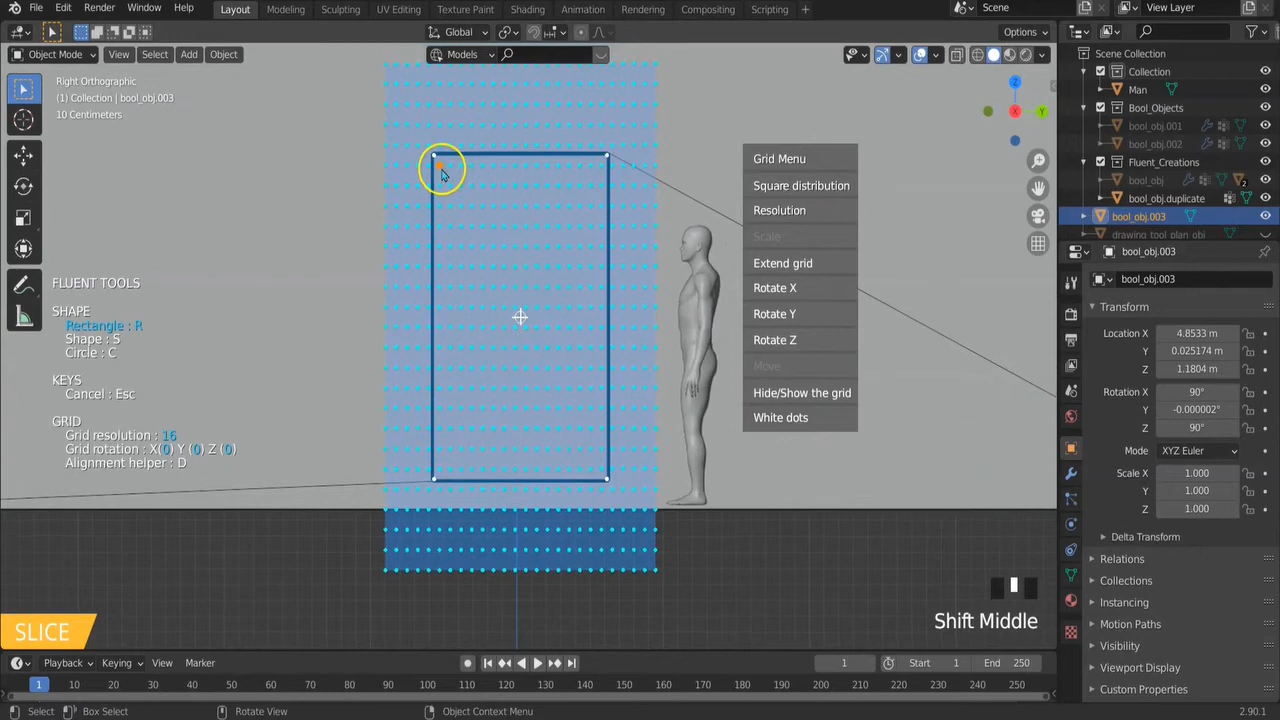 File Edit Render Window Help Layout Modeling Sculpting UV Editing Texture Paint Shading Animation Rendering Compositing Scripting + Scene View Layer
Global Options
Object Mode View Select Add Object Models
Right Orthographic
(1) Collection | bool_obj.003
10 Centimeters
FLUENT TOOLS
SHAPE
Rectangle : R
Shape : S
Circle : C
KEYS
Cancel : Esc
GRID
Grid resolution : 16
Grid rotation : X(0) Y (0) Z (0)
Alignment helper : D
SLICE
Grid Menu
Square distribution
Resolution
Scale
Extend grid
Rotate X
Rotate Y
Rotate Z
Move
Hide/Show the grid
White dots
Z
Y
X
Shift Middle
Scene Collection
Collection
Man
Bool_Objects
bool_obj.001
bool_obj.002
Fluent_Creations
bool_obj 2
bool_obj.duplicate
bool_obj.003
drawing_tool_plan_obj
bool_obj.003
bool_obj.003
Transform
Location X 4.8533 m
Y 0.025174 m
Z 1.1804 m
Rotation X 90°
Y -0.000002°
Z 90°
Mode XYZ Euler
Scale X 1.000
Y 1.000
Z 1.000
Delta Transform
Relations
Collections
Instancing
Motion Paths
Visibility
Viewport Display
Custom Properties
Playback Keying View Marker 1 Start 1 End 250
1 10 20 30 40 50 60 70 80 90 100 110 120 130 140 150 160 170 180 190 200 210 220 230 240 250
Select Box Select Rotate View Object Context Menu 2.90.1